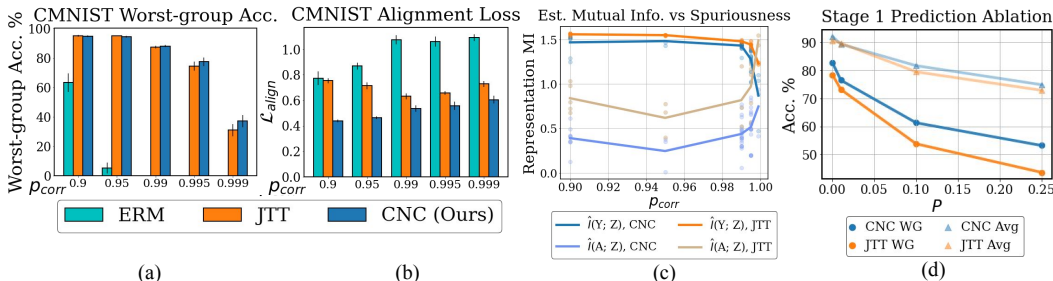 CMNIST Worst-group Acc.
Worst-group Acc. %
100
80
60
40
20
0
0.9
0.95
0.99
0.995
0.999
p_corr
CMNIST Alignment Loss
L_align
1.0
0.8
0.6
0.4
0.2
0.0
0.9
0.95
0.99
0.995
0.999
p_corr
ERM
JTT
CNC (Ours)
(a)
(b)
Est. Mutual Info. vs Spuriousness
Representation MI
1.5
1.0
0.5
0.0
0.90
0.92
0.94
0.96
0.98
1.00
p_corr
Î(Y; Z), CNC
Î(Y; Z), JTT
Î(A; Z), CNC
Î(A; Z), JTT
(c)
Stage 1 Prediction Ablation
Acc. %
90
80
70
60
50
0.00
0.05
0.10
0.15
0.20
0.25
P
CNC WG
CNC Avg
JTT WG
JTT Avg
(d)